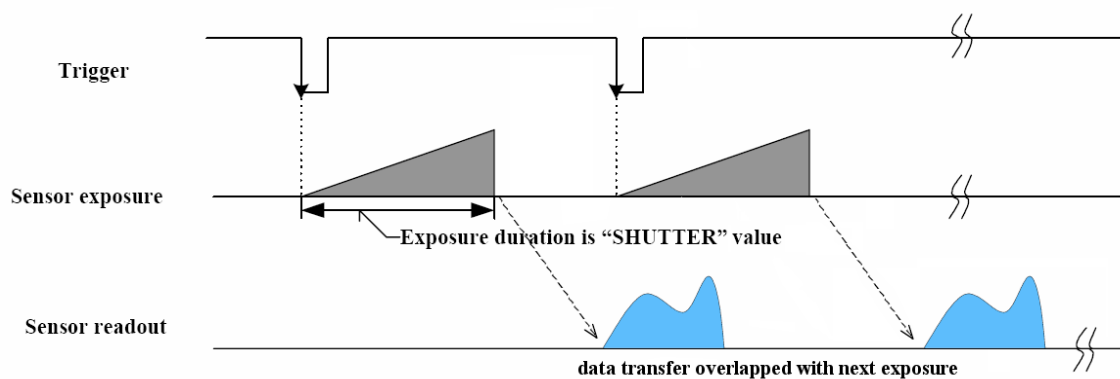 Trigger
Sensor exposure
Exposure duration is “SHUTTER” value
Sensor readout
data transfer overlapped with next exposure